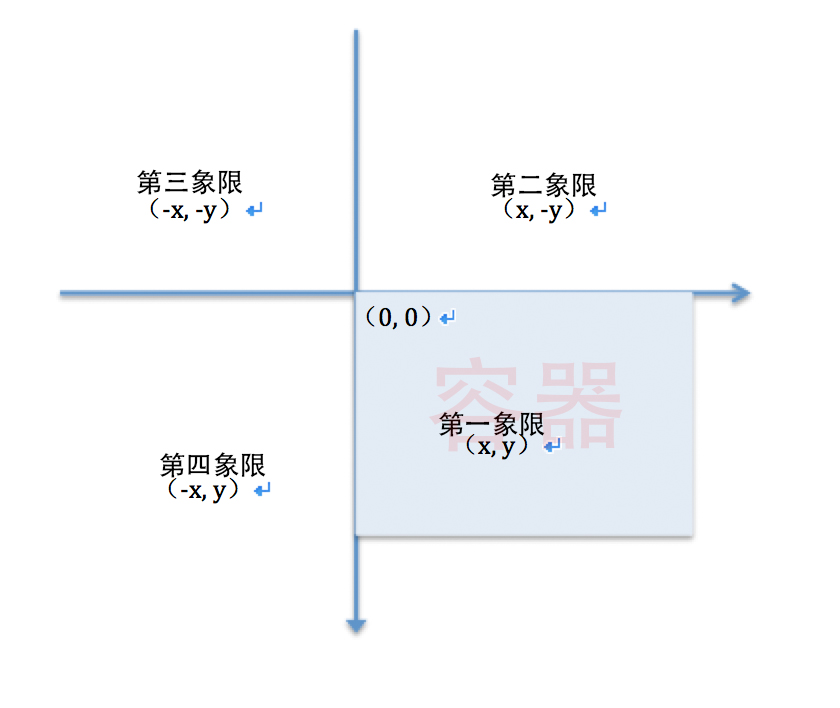 第三象限
（-x, -y）
第二象限
（x, -y）
（0, 0）
容器
第一象限
（x, y）
第四象限
（-x, y）